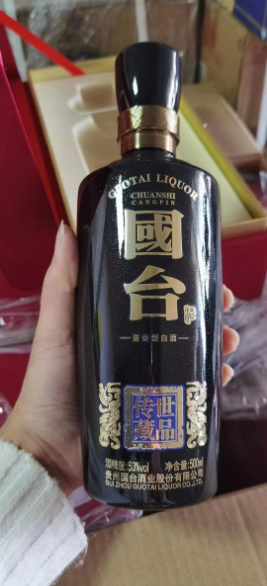 GUOTAI LIQUOR
CHUANSHI
CANGPIN
國台
酱香型白酒
传世
藏品
酒精度:53%vol 净含量:500ml
贵州国台酒业股份有限公司
GUI ZHOU GUOTAI LIQUOR CO.,LTD.